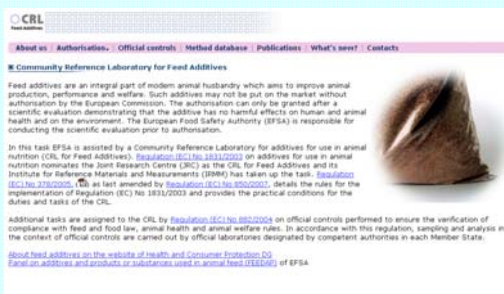 CRL
Feed Additives
About us | Authorisation | Official controls | Method database | Publications | What's new? | Contacts
Community Reference Laboratory for Feed Additives
Feed additives are an integral part of modern animal husbandry which aims to improve animal
production, performance and welfare. Such additives may not be put on the market without
authorisation by the European Commission. The authorisation can only be granted after a
scientific evaluation demonstrating that the additive has no harmful effects on human and animal
health and on the environment. The European Food Safety Authority (EFSA) is responsible for
conducting the scientific evaluation prior to authorisation.
In this task EFSA is assisted by a Community Reference Laboratory for additives for use in animal
nutrition (CRL for Feed Additives). Regulation (EC) No 1831/2003 on additives for use in animal
nutrition nominates the Joint Research Centre (JRC) as the CRL for Feed Additives and its
Institute for Reference Materials and Measurements (IRMM) has taken up the task. Regulation
(EC) No 378/2005, ( ) as last amended by Regulation (EC) No 850/2007, details the rules for the
implementation of Regulation (EC) No 1831/2003 and provides the practical conditions for the
duties and tasks of the CRL.
Additional tasks are assigned to the CRL by Regulation (EC) No 882/2004 on official controls performed to ensure the verification of
compliance with feed and food law, animal health and animal welfare rules. In accordance with this regulation, sampling and analysis in
the context of official controls are carried out by official laboratories designated by competent authorities in each Member State.
About feed additives on the website of Health and Consumer Protection DG
Panel on additives and products or substances used in animal feed (FEEDAP) of EFSA